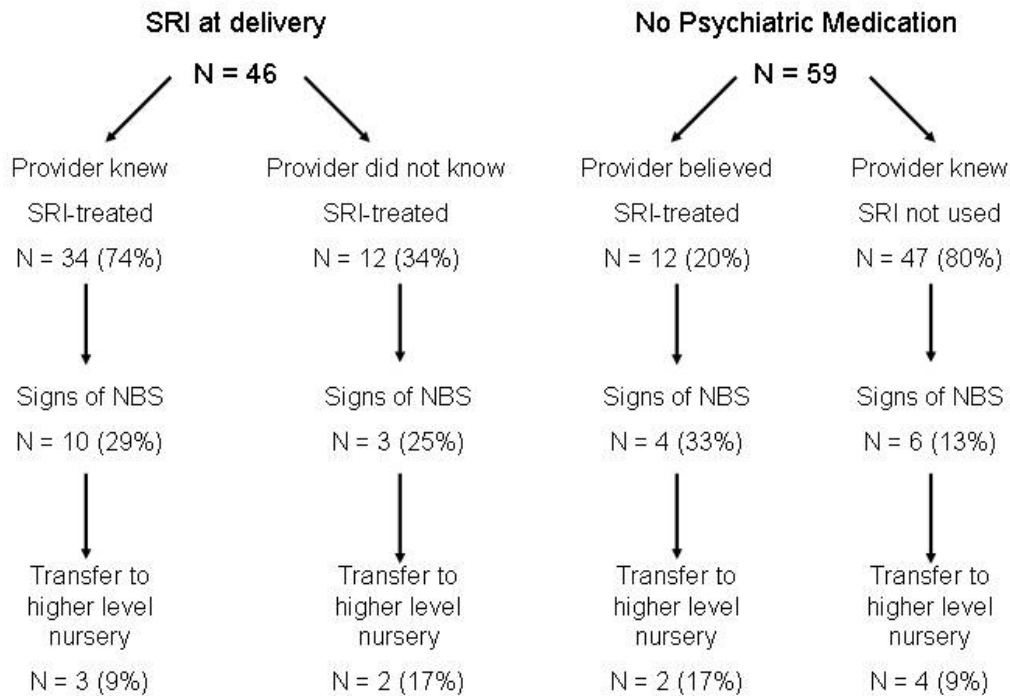 SRI at delivery
N = 46
No Psychiatric Medication
N = 59
Provider knew
SRI-treated
N = 34 (74%)
Provider did not know
SRI-treated
N = 12 (34%)
Provider believed
SRI-treated
N = 12 (20%)
Provider knew
SRI not used
N = 47 (80%)
Signs of NBS
N = 10 (29%)
Signs of NBS
N = 3 (25%)
Signs of NBS
N = 4 (33%)
Signs of NBS
N = 6 (13%)
Transfer to
higher level
nursery
N = 3 (9%)
Transfer to
higher level
nursery
N = 2 (17%)
Transfer to
higher level
nursery
N = 2 (17%)
Transfer to
higher level
nursery
N = 4 (9%)